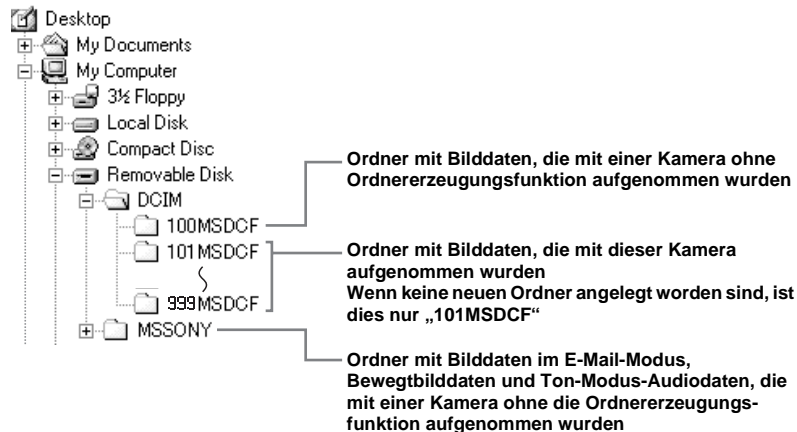 Desktop
My Documents
My Computer
3½ Floppy
Local Disk
Compact Disc
Removable Disk
DCIM
100MSDCF
101MSDCF
999MSDCF
MSSONY
Ordner mit Bilddaten, die mit einer Kamera ohne
Ordnererzeugungsfunktion aufgenommen wurden
Ordner mit Bilddaten, die mit dieser Kamera
aufgenommen wurden
Wenn keine neuen Ordner angelegt worden sind, ist
dies nur „101MSDCF“
Ordner mit Bilddaten im E-Mail-Modus,
Bewegtbilddaten und Ton-Modus-Audiodaten, die
mit einer Kamera ohne die Ordnererzeugungs-
funktion aufgenommen wurden